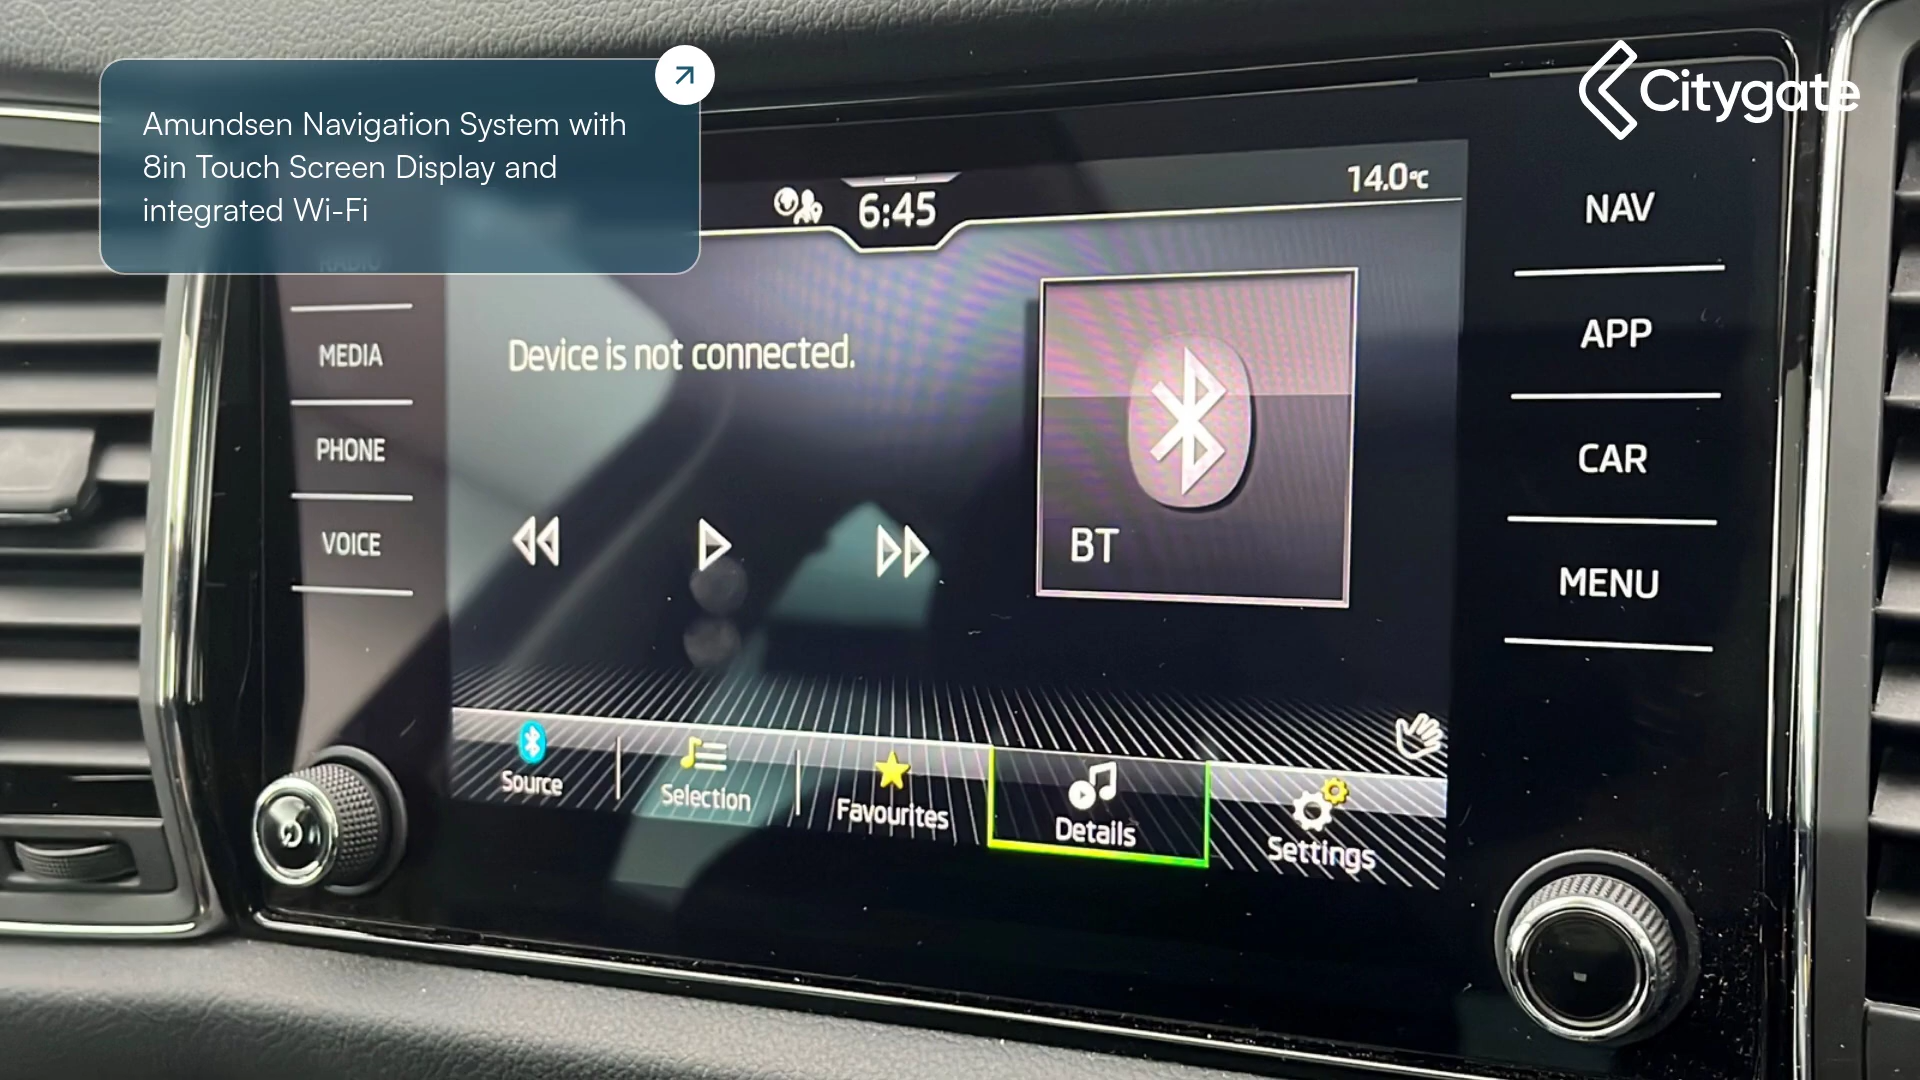 Citygate
Amundsen Navigation System with
8in Touch Screen Display and
integrated Wi-Fi
6:45
14.0°C
RADIO
MEDIA
PHONE
VOICE
Device is not connected.
BT
NAV
APP
CAR
MENU
Source
Selection
Favourites
Details
Settings